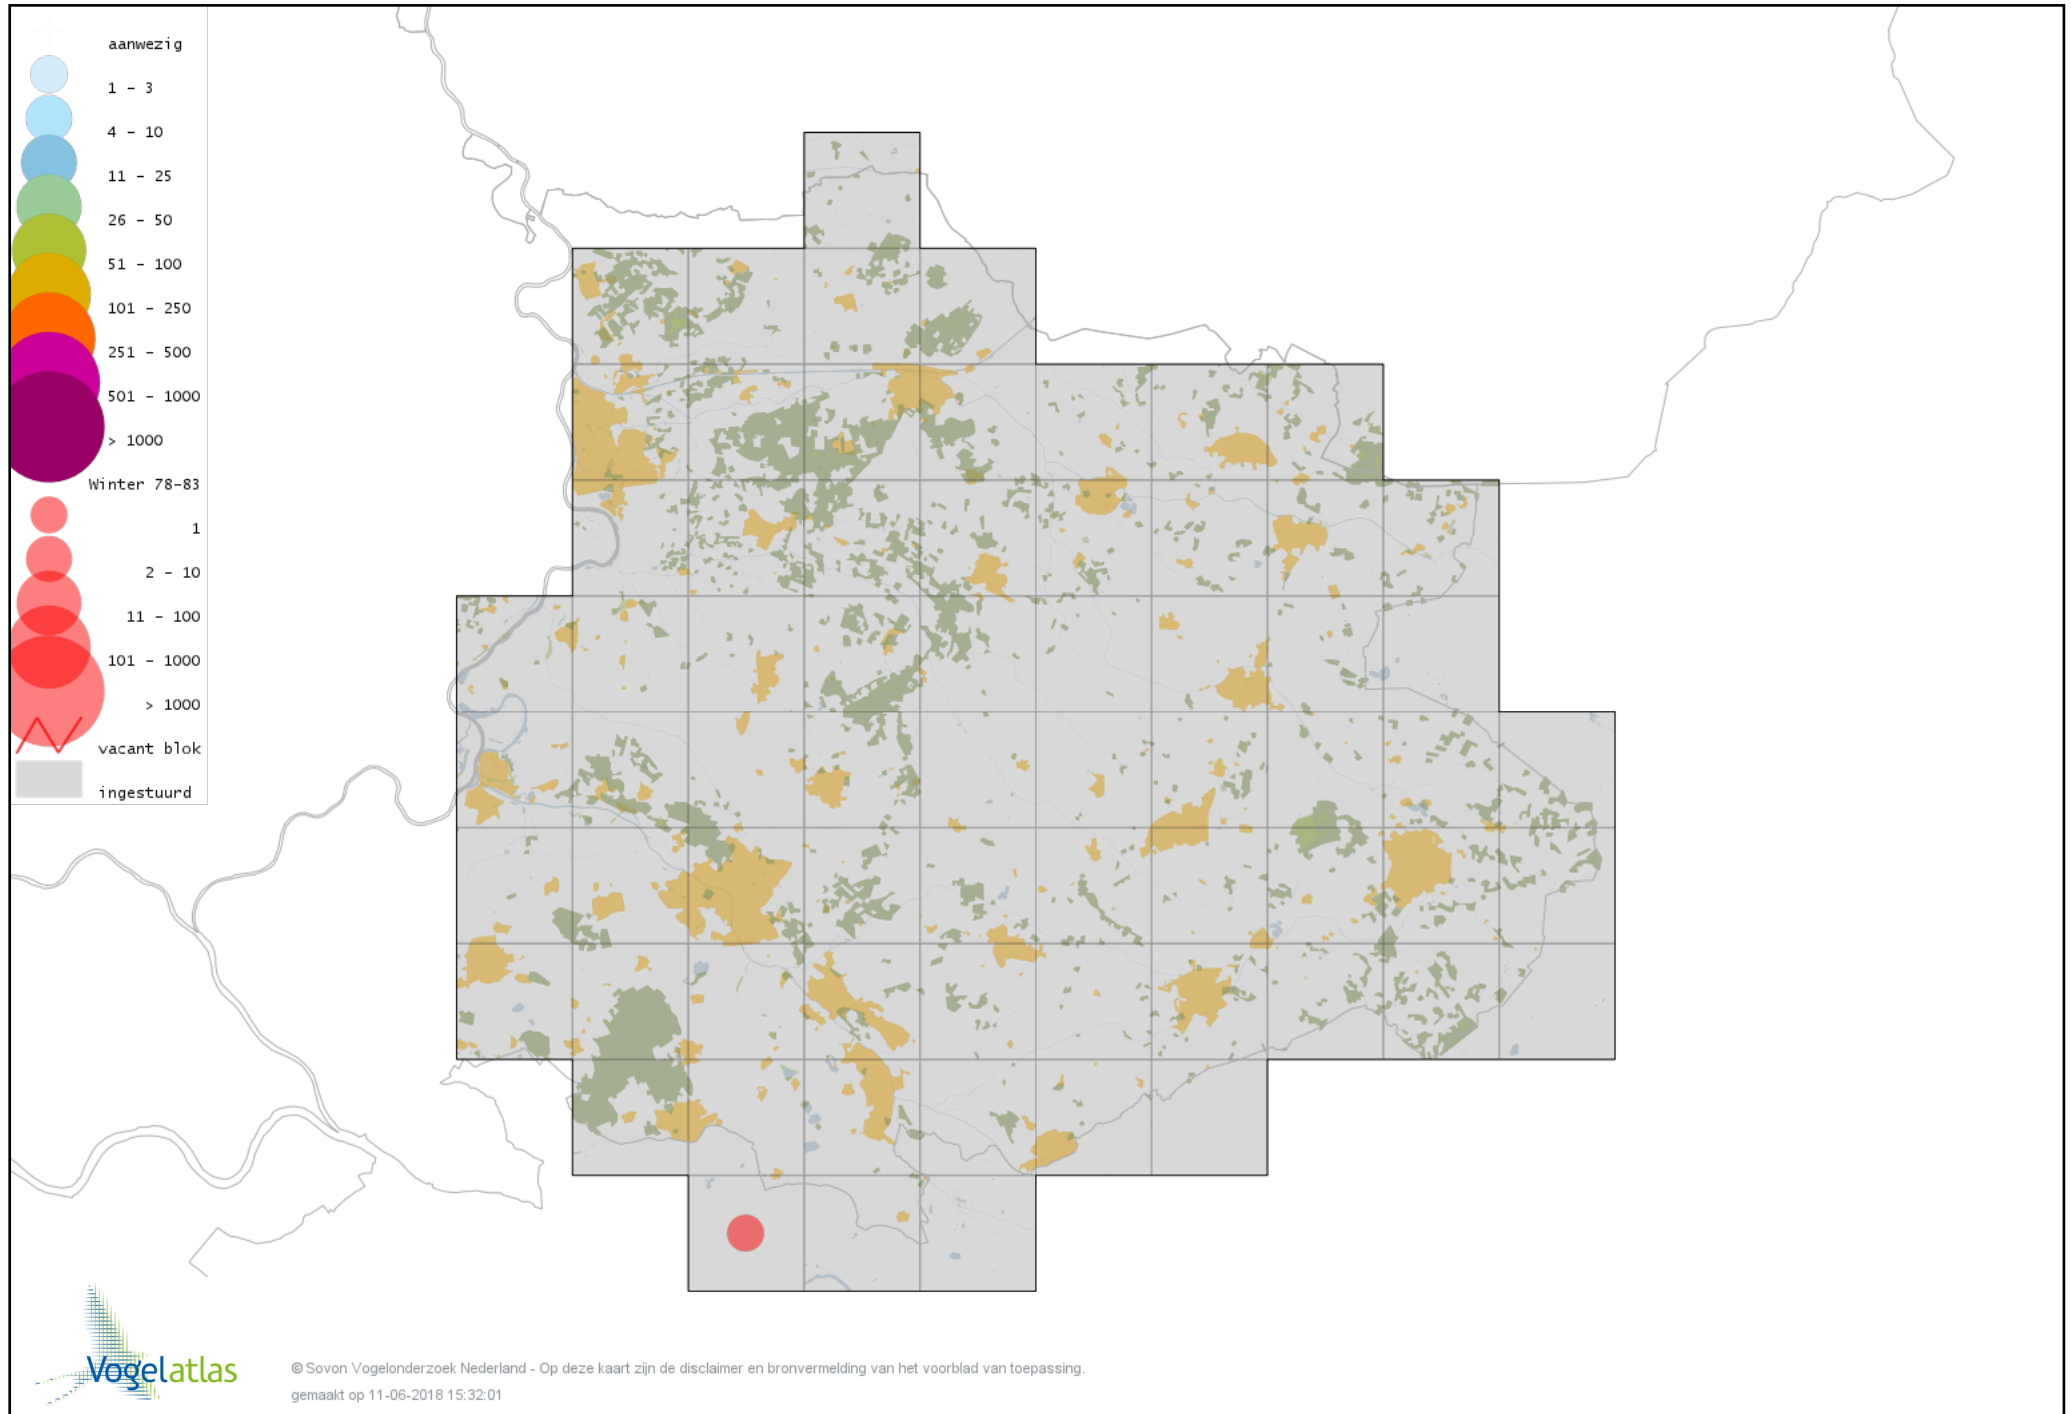 aanwezig
1 - 3
4 - 10
11 - 25
26 - 50
51 - 100
101 - 250
251 - 500
501 - 1000
> 1000
Winter 78-83
1
2 - 10
11 - 100
101 - 1000
> 1000
vacant blok
ingestuurd
Vogelatlas
© Sovon Vogelonderzoek Nederland - Op deze kaart zijn de disclaimer en bronvermelding van het voorblad van toepassing.
gemaakt op 11-06-2018 15:32:01